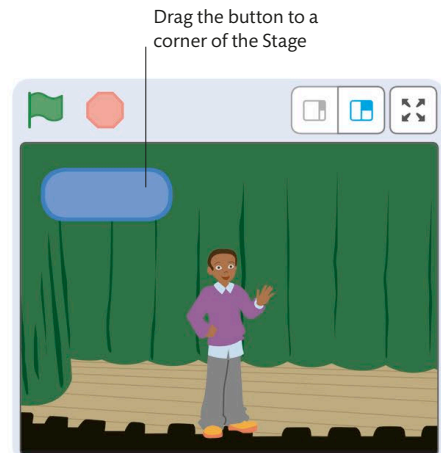 Drag the button to a
corner of the Stage